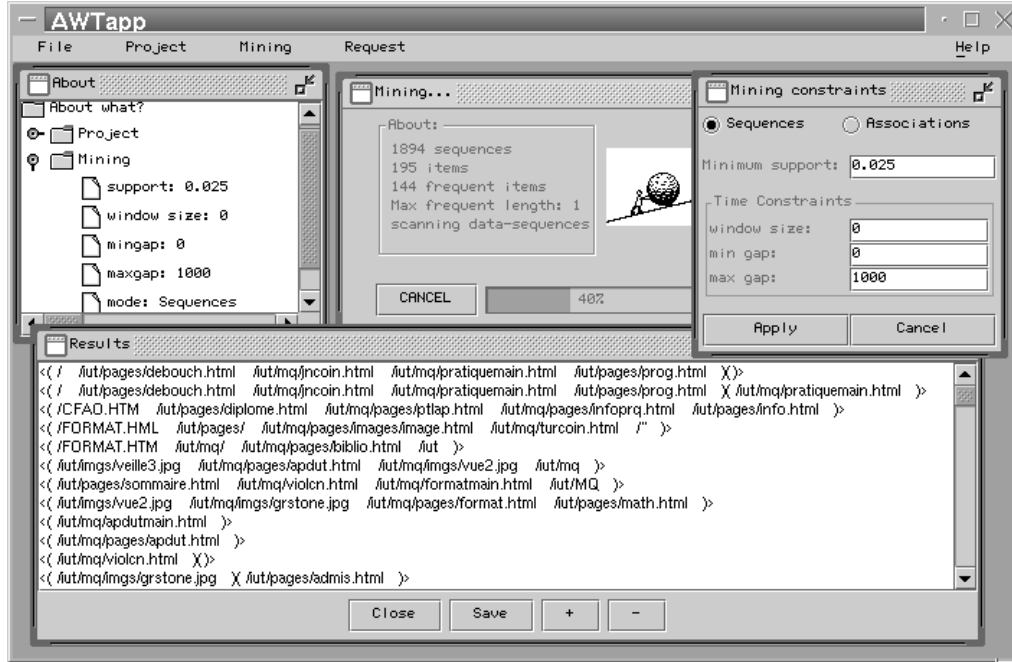 AWTapp
File Project Mining Request Help
About
About what?
Project
Mining
support: 0.025
window size: 0
mingap: 0
maxgap: 1000
mode: Sequences
Mining...
About:
1894 sequences
195 items
144 frequent items
Max frequent length: 1
scanning data-sequences
CANCEL 40%
Mining constraints
Sequences Associations
Minimum support: 0.025
Time Constraints
window size: 0
min gap: 0
max gap: 1000
Apply Cancel
Results
<( / /iut/pages/debouch.html /iut/mq/jncoin.html /iut/mq/pratiquemain.html /iut/pages/prog.html )()>
<( / /iut/pages/debouch.html /iut/mq/jncoin.html /iut/mq/pratiquemain.html /iut/pages/prog.html )( /iut/mq/pratiquemain.html )>
<( /CFAO.HTM /iut/pages/diplome.html /iut/mq/pages/ptlap.html /iut/mq/pages/infoprq.html /iut/pages/info.html )>
<( /FORMAT.HML /iut/pages/ /iut/mq/pages/images/image.html /iut/mq/turcoin.html /" )>
<( /FORMAT.HTM /iut/mq/ /iut/mq/pages/biblio.html /iut )>
<( /iut/imgs/veille3.jpg /iut/mq/pages/apdut.html /iut/mq/imgs/vue2.jpg /iut/mq )>
<( /iut/pages/sommaire.html /iut/mq/violcn.html /iut/mq/formatmain.html /iut/MQ )>
<( /iut/imgs/vue2.jpg /iut/mq/imgs/grstone.jpg /iut/mq/pages/format.html /iut/pages/math.html )>
<( /iut/mq/apdutmain.html )>
<( /iut/mq/pages/apdut.html )>
<( /iut/mq/violcn.html )()>
<( /iut/mq/imgs/grstone.jpg )( /iut/pages/admis.html )>
Close Save + -